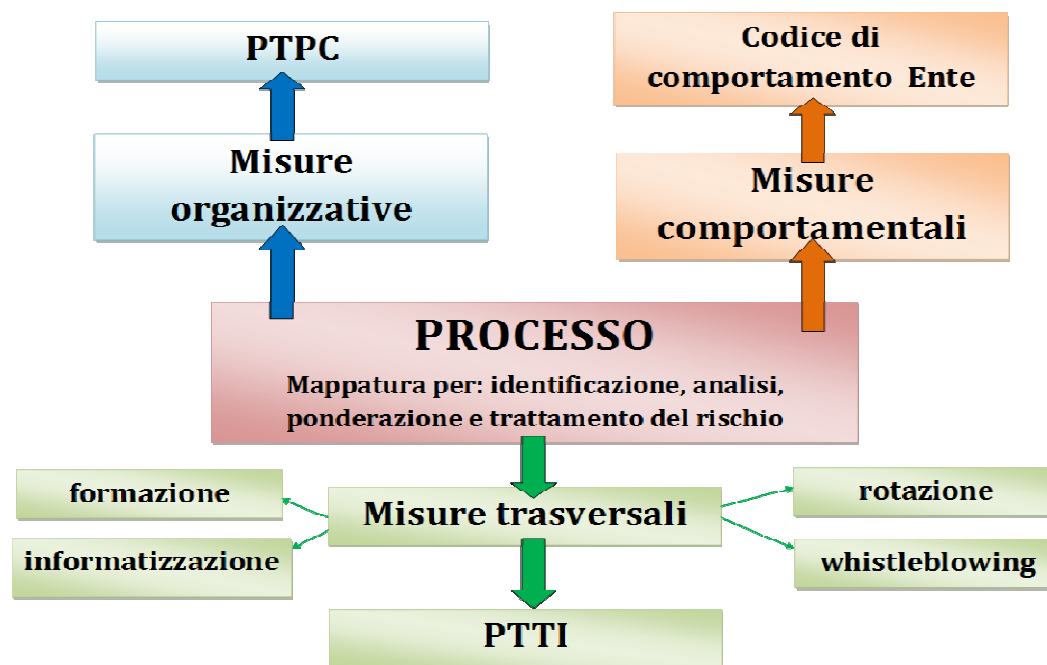 PTPC
Codice di
comportamento Ente
Misure
organizzative
Misure
comportamentali
PROCESSO
Mappatura per: identificazione, analisi,
ponderazione e trattamento del rischio
formazione
Misure trasversali
rotazione
informatizzazione
whistleblowing
PTTI